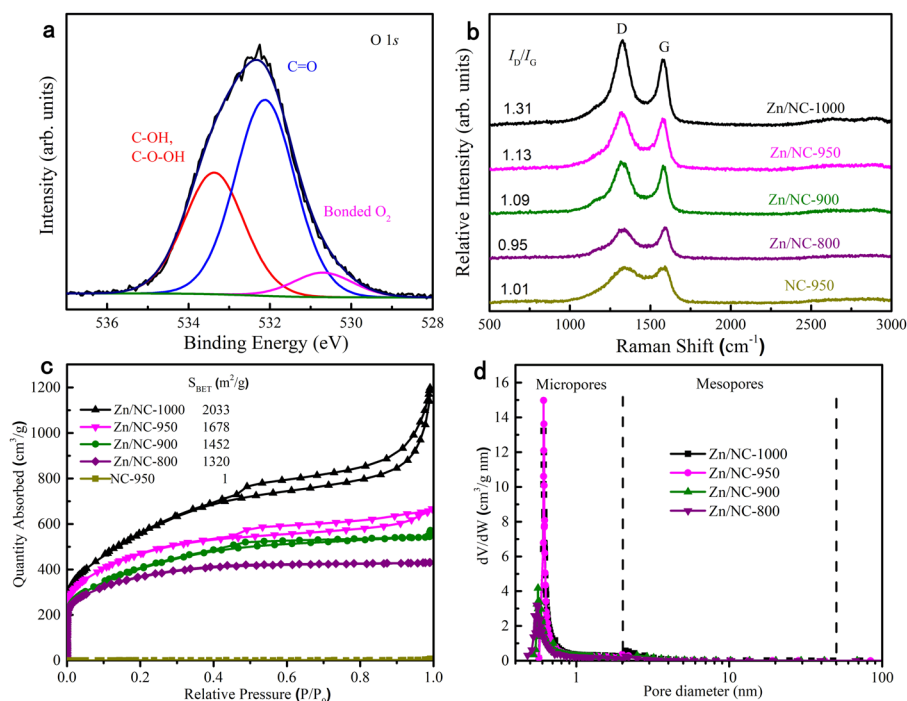 a
O 1s
C=O
C-OH,
C-O-OH
Bonded O₂
Intensity (arb. units)
536 534 532 530 528
Binding Energy (eV)
b
D
G
I_D/I_G
1.31
Zn/NC-1000
1.13
Zn/NC-950
1.09
Zn/NC-900
0.95
Zn/NC-800
1.01
NC-950
Relative Intensity (arb. units)
500 1000 1500 2000 2500 3000
Raman Shift (cm⁻¹)
c
S_BET (m²/g)
Zn/NC-1000 2033
Zn/NC-950 1678
Zn/NC-900 1452
Zn/NC-800 1320
NC-950 1
1200
1000
800
600
400
200
0
Quantity Absorbed (cm³/g)
0.0 0.2 0.4 0.6 0.8 1.0
Relative Pressure (P/P₀)
d
Micropores
Mesopores
Zn/NC-1000
Zn/NC-950
Zn/NC-900
Zn/NC-800
16
14
12
10
8
6
4
2
0
dV/dW (cm³/g nm)
1 10 100
Pore diameter (nm)